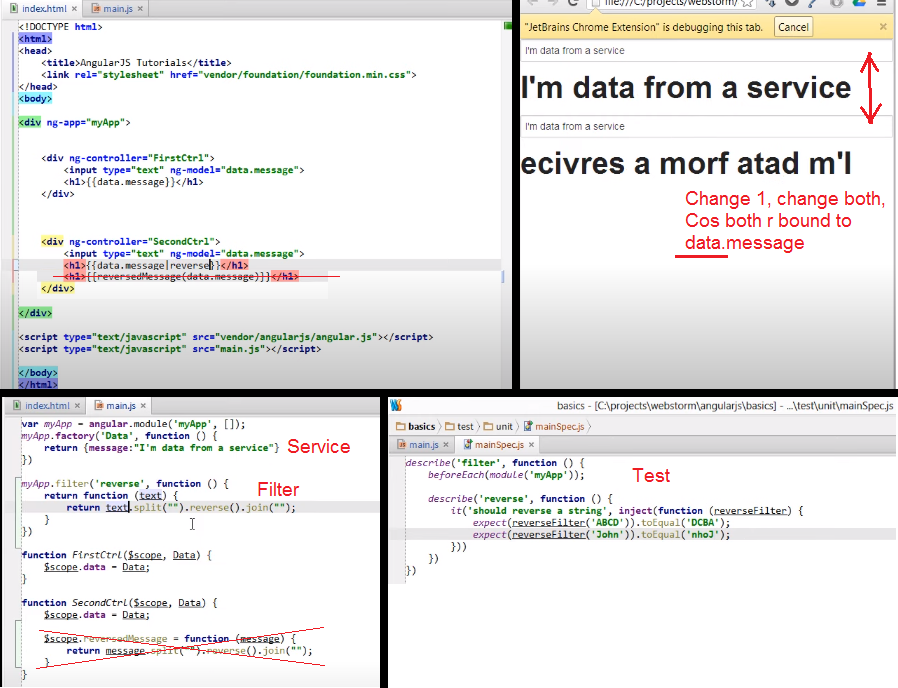 index.html × main.js ×
<!DOCTYPE html>
<html>
<head>
<title>AngularJS Tutorials</title>
<link rel="stylesheet" href="vendor/foundation/foundation.min.css">
</head>
<body>
<div ng-app="myApp">
<div ng-controller="FirstCtrl">
<input type="text" ng-model="data.message">
<h1>{{data.message}}</h1>
</div>
<div ng-controller="SecondCtrl">
<input type="text" ng-model="data.message">
<h1>{{data.message|reverse}}</h1>
<h1>{{reversedMessage(data.message)}}</h1>
</div>
</div>
<script type="text/javascript" src="vendor/angularjs/angular.js"></script>
<script type="text/javascript" src="main.js"></script>
</body>
</html>
file:///C:/projects/webstorm/
"JetBrains Chrome Extension" is debugging this tab. Cancel ×
I'm data from a service
I'm data from a service
I'm data from a service
ecivres a morf atad m'I
Change 1, change both,
Cos both r bound to
data.message
index.html × main.js ×
var myApp = angular.module('myApp', []);
myApp.factory('Data', function () {
return {message:"I'm data from a service"}
})
Service
myApp.filter('reverse', function () {
Filter
return function (text) {
return text.split("").reverse().join("");
}
})
function FirstCtrl($scope, Data) {
$scope.data = Data;
}
function SecondCtrl($scope, Data) {
$scope.data = Data;
$scope.reversedMessage = function (message) {
return message.split("").reverse().join("");
}
}
WS basics - [C:\projects\webstorm\angularjs\basics] - ...\test\unit\mainSpec.js
basics test unit mainSpec.js
main.js × mainSpec.js ×
describe('filter', function () {
beforeEach(module('myApp'));
Test
describe('reverse', function () {
it('should reverse a string', inject(function (reverseFilter) {
expect(reverseFilter('ABCD')).toEqual('DCBA');
expect(reverseFilter('John')).toEqual('nhoJ');
}))
})
})